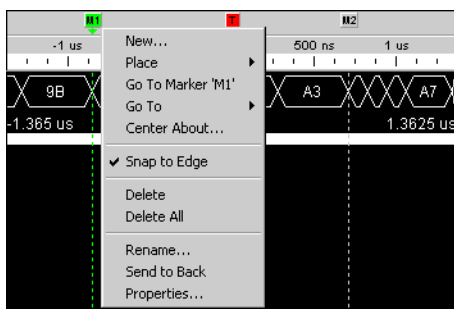 M1 T M2
-1 us 500 ns 1 us
9B A3 A7
-1.365 us 1.3625 us
New...
Place
Go To Marker 'M1'
Go To
Center About...
Snap to Edge
Delete
Delete All
Rename...
Send to Back
Properties...